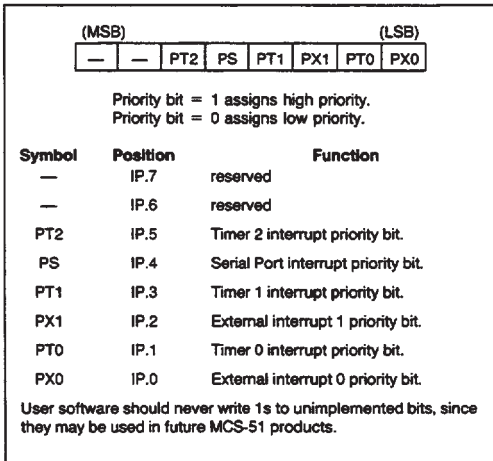 (MSB) (LSB)
— — PT2 PS PT1 PX1 PT0 PX0
Priority bit = 1 assigns high priority.
Priority bit = 0 assigns low priority.
Symbol Position Function
— IP.7 reserved
— IP.6 reserved
PT2 IP.5 Timer 2 interrupt priority bit.
PS IP.4 Serial Port interrupt priority bit.
PT1 IP.3 Timer 1 interrupt priority bit.
PX1 IP.2 External interrupt 1 priority bit.
PT0 IP.1 Timer 0 interrupt priority bit.
PX0 IP.0 External interrupt 0 priority bit.
User software should never write 1s to unimplemented bits, since
they may be used in future MCS-51 products.